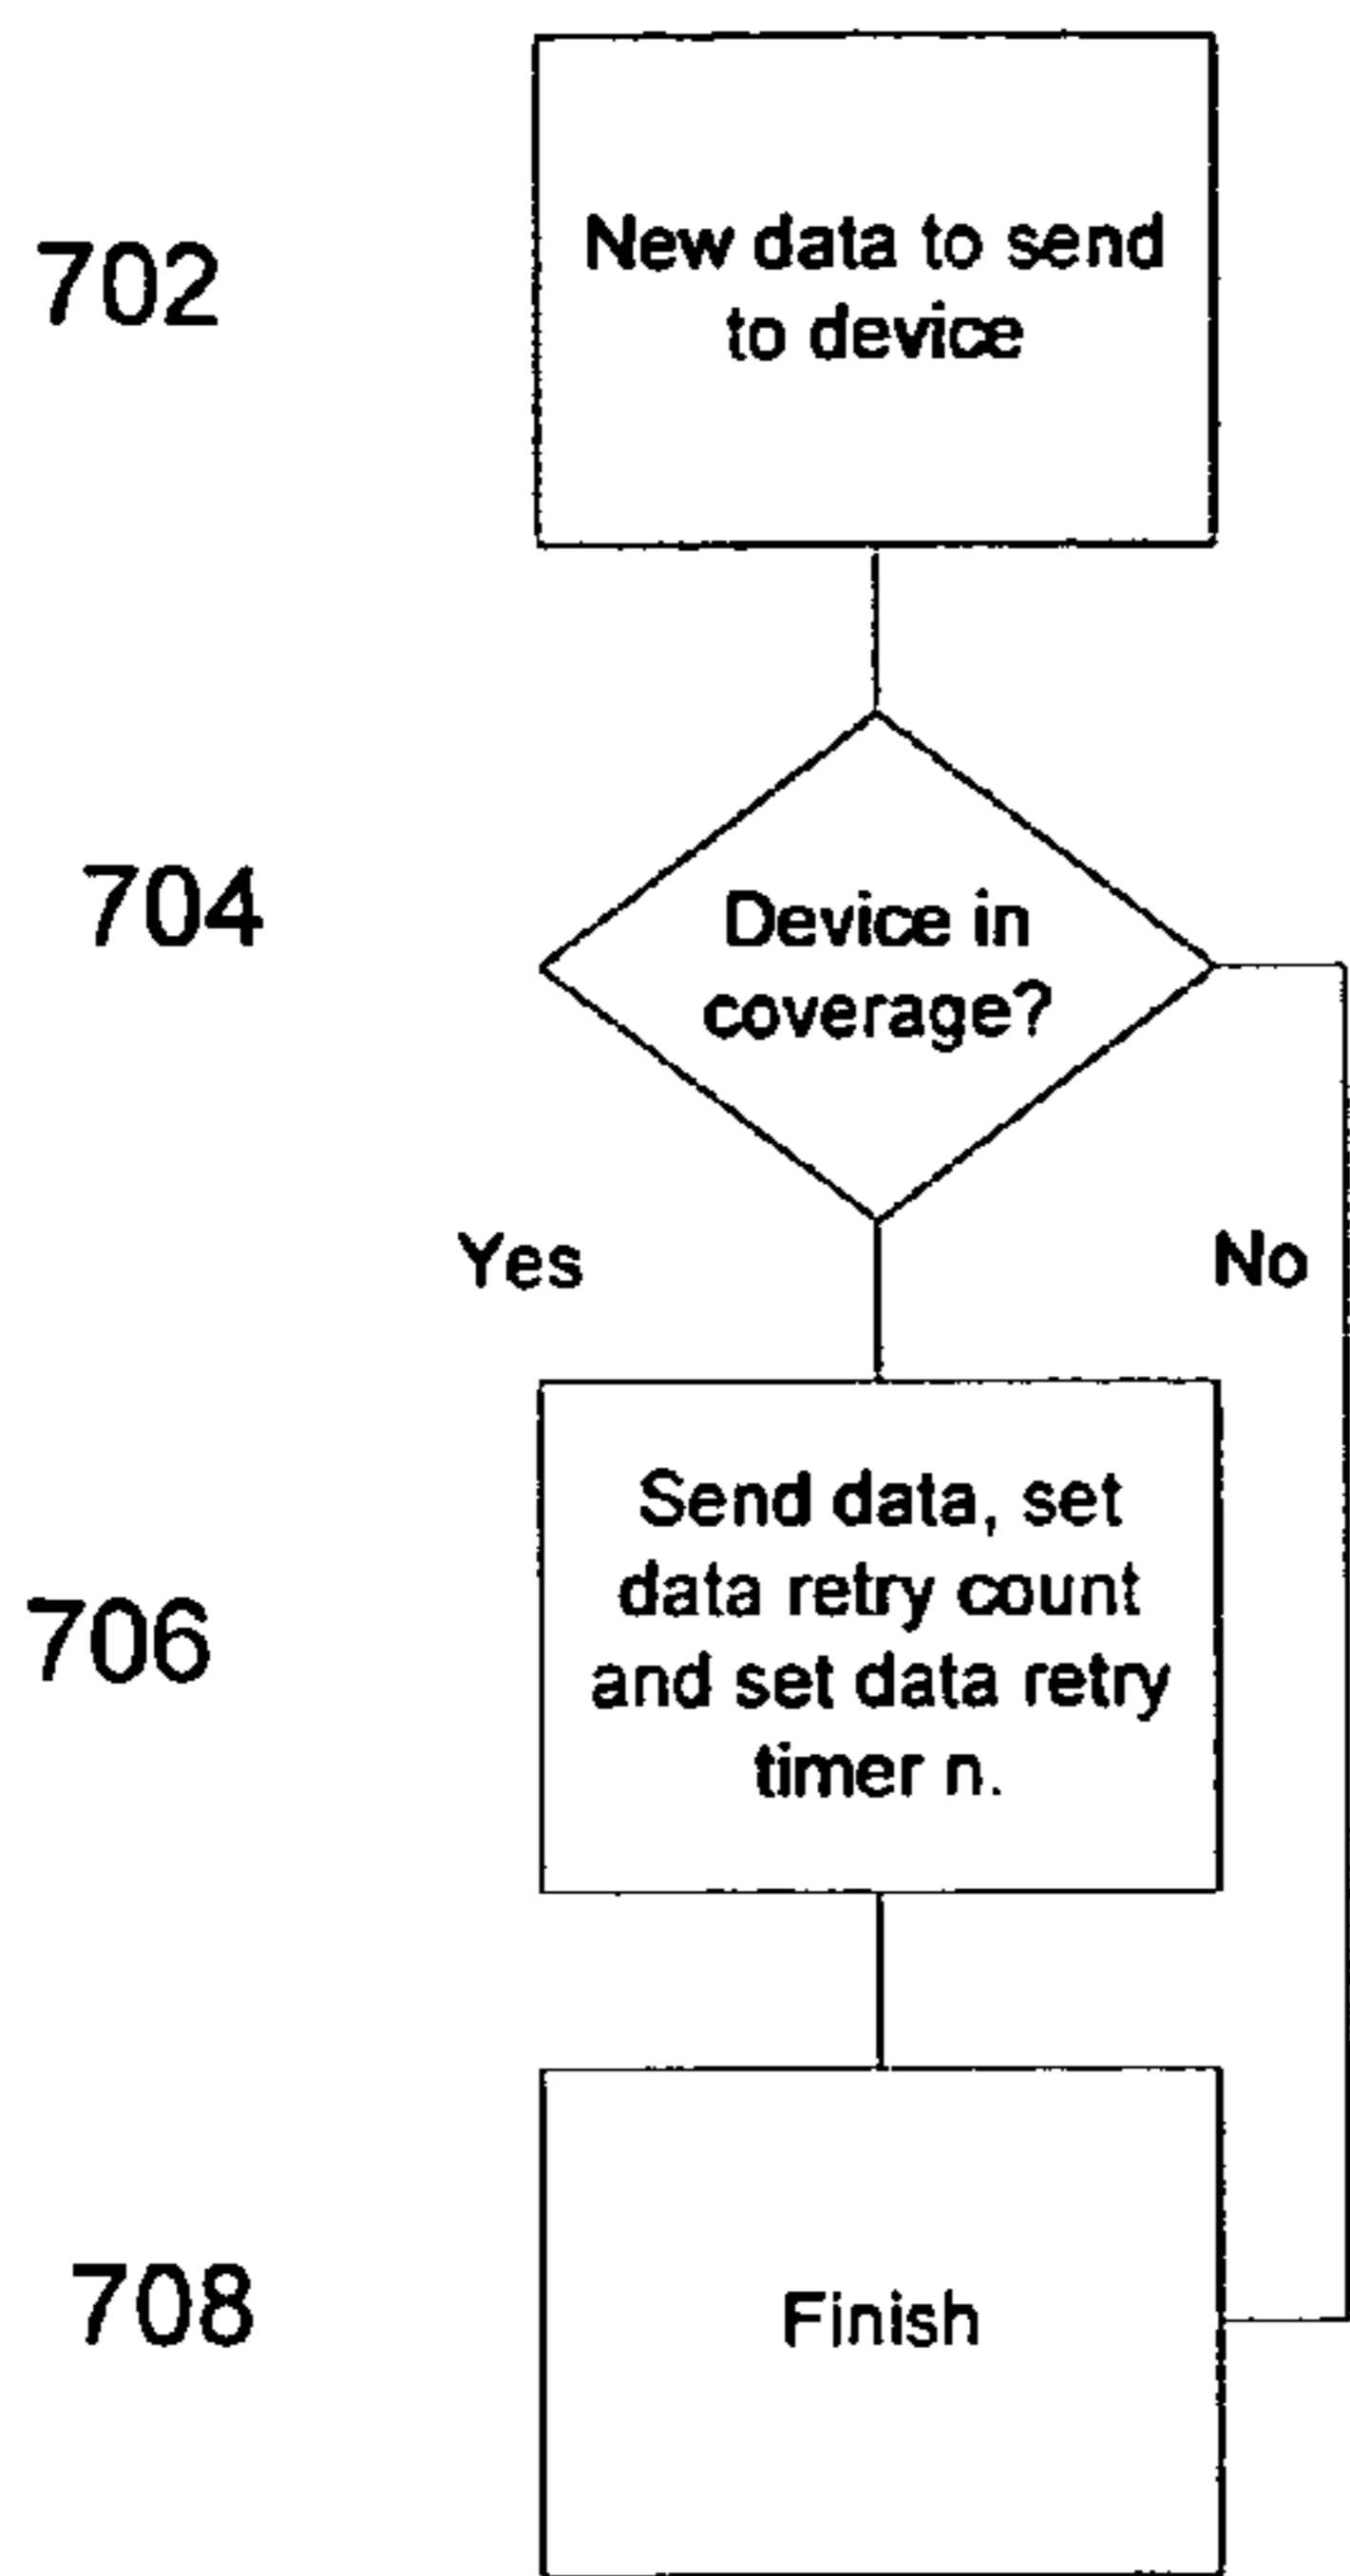 702
New data to send
to device
704
Device in
coverage?
Yes
No
706
Send data, set
data retry count
and set data retry
timer n.
708
Finish